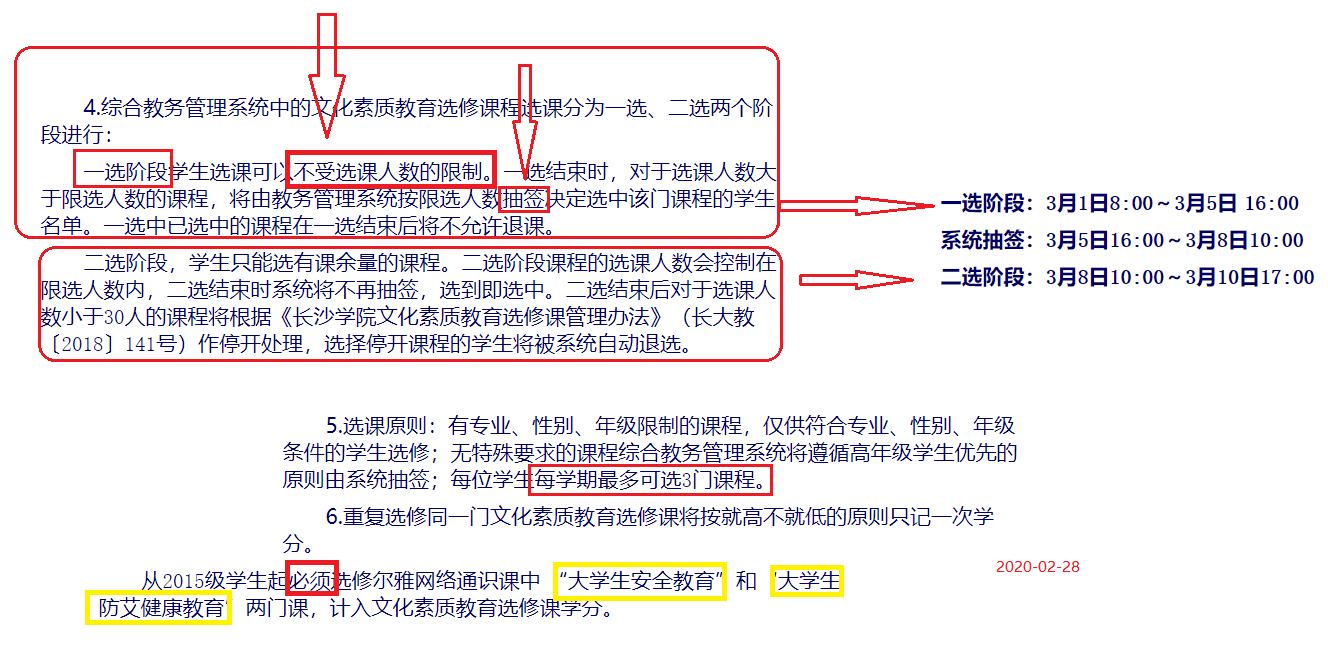 4.综合教务管理系统中的文化素质教育选修课程选课分为一选、二选两个阶
段进行：
一选阶段学生选课可以不受选课人数的限制。一选结束时，对于选课人数大
于限选人数的课程，将由教务管理系统按限选人数抽签决定选中该门课程的学生
名单。一选中已选中的课程在一选结束后将不允许退课。
二选阶段，学生只能选有课余量的课程。二选阶段课程的选课人数会控制在
限选人数内，二选结束时系统将不再抽签，选到即选中。二选结束后对于选课人
数小于30人的课程将根据《长沙学院文化素质教育选修课管理办法》（长大教
〔2018〕141号）作停开处理，选择停开课程的学生将被系统自动退选。
一选阶段：3月1日8:00～3月5日 16:00
系统抽签：3月5日16:00～3月8日10:00
二选阶段：3月8日10:00～3月10日17:00
5.选课原则：有专业、性别、年级限制的课程，仅供符合专业、性别、年级
条件的学生选修；无特殊要求的课程综合教务管理系统将遵循高年级学生优先的
原则由系统抽签；每位学生每学期最多可选3门课程。
6.重复选修同一门文化素质教育选修课将按就高不就低的原则只记一次学
分。
从2015级学生起必须选修尔雅网络通识课中 “大学生安全教育” 和 “大学生
防艾健康教育” 两门课，计入文化素质教育选修课学分。
2020-02-28